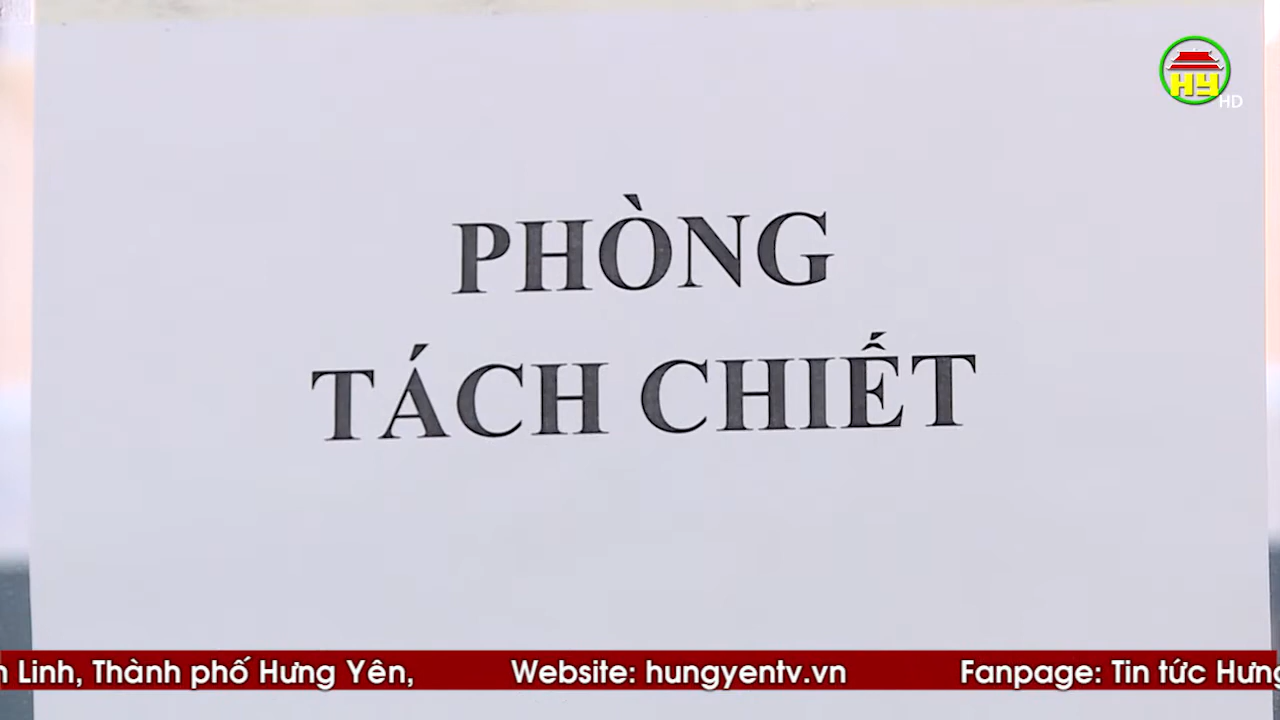 HY
HD
PHÒNG
TÁCH CHIẾT
Linh, Thành phố Hưng Yên, Website: hungyentv.vn Fanpage: Tin tức Hưng